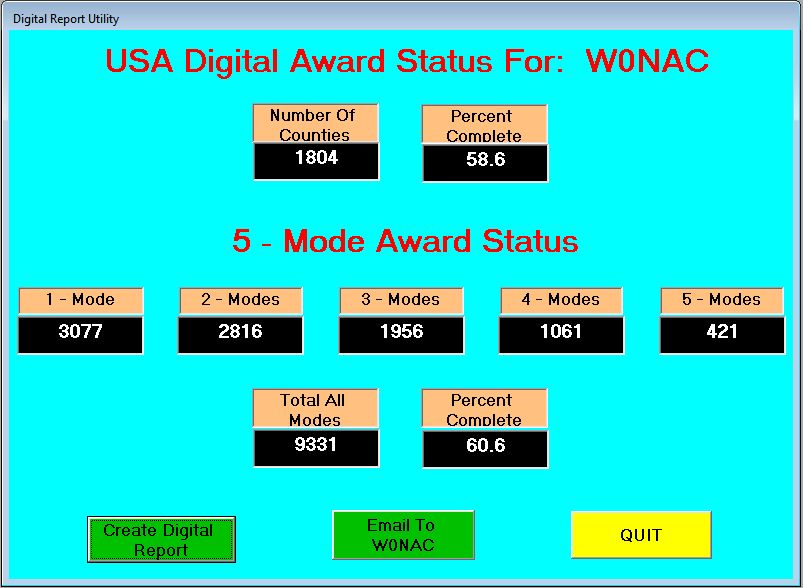 Digital Report Utility
USA Digital Award Status For: W0NAC
Number Of
Counties
1804
Percent
Complete
58.6
5 - Mode Award Status
1 - Mode
3077
2 - Modes
2816
3 - Modes
1956
4 - Modes
1061
5 - Modes
421
Total All
Modes
9331
Percent
Complete
60.6
Create Digital
Report
Email To
W0NAC
QUIT